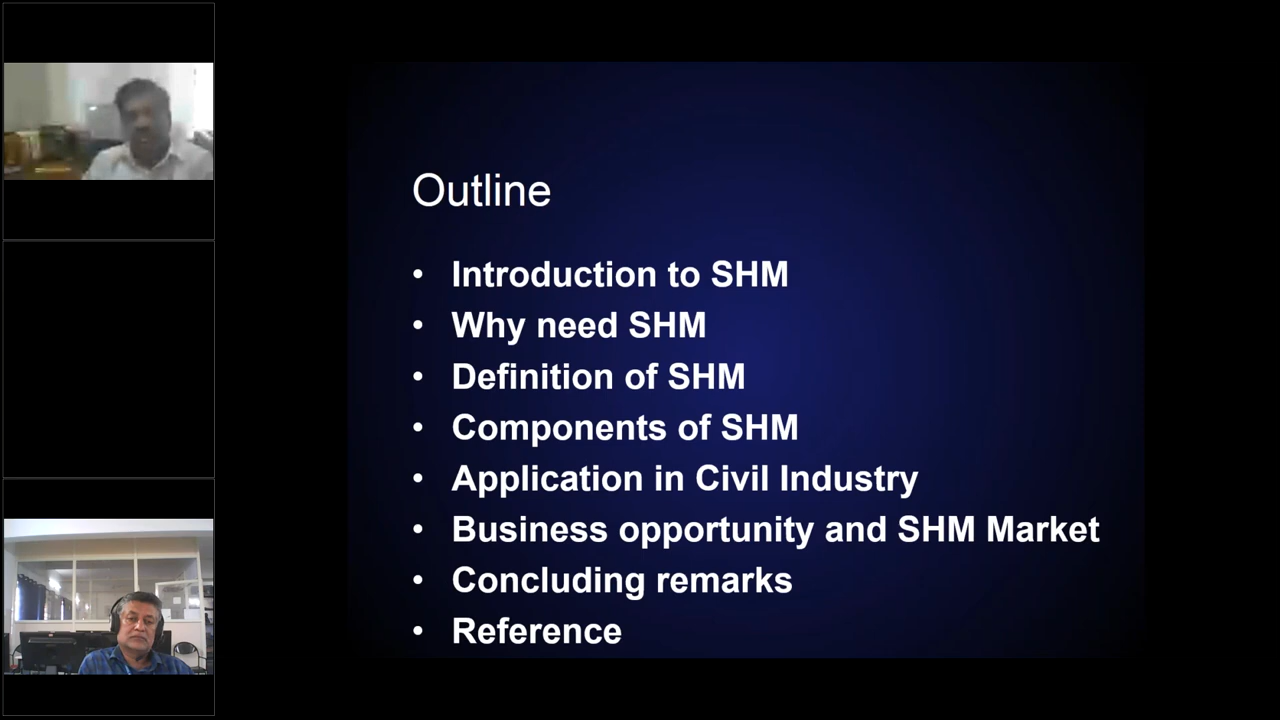 Outline
• Introduction to SHM
• Why need SHM
• Definition of SHM
• Components of SHM
• Application in Civil Industry
• Business opportunity and SHM Market
• Concluding remarks
• Reference